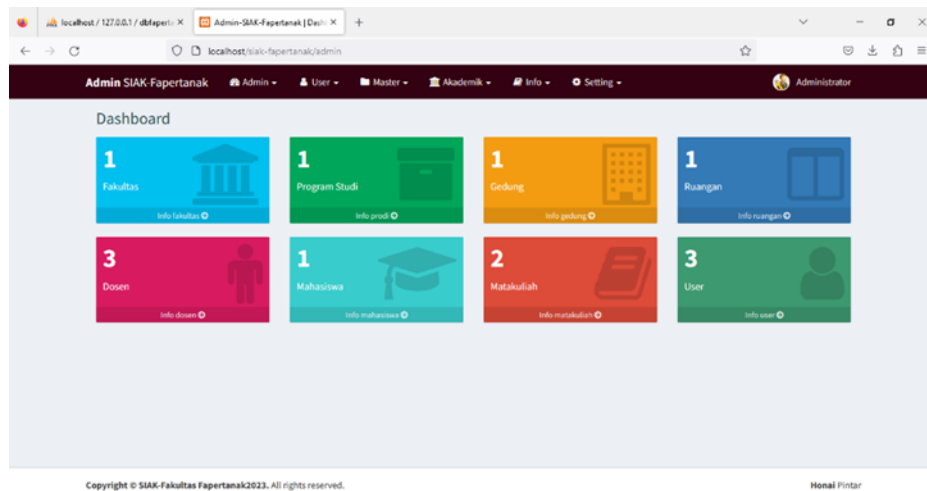 localhost / 127.0.0.1 / dbfaperta
Admin-SIAK-Fapertanak | Dashb
localhost/siak-fapertanak/admin
Admin SIAK-Fapertanak Admin User Master Akademik Info Setting Administrator
Dashboard
1 1 1 1
Fakultas Program Studi Gedung Ruangan
Info fakultas Info prodi Info gedung Info ruangan
3 1 2 3
Dosen Mahasiswa Matakuliah User
Info dosen Info mahasiswa Info matakuliah Info user
Copyright © SIAK-Fakultas Fapertanak2023. All rights reserved. Honai Pintar